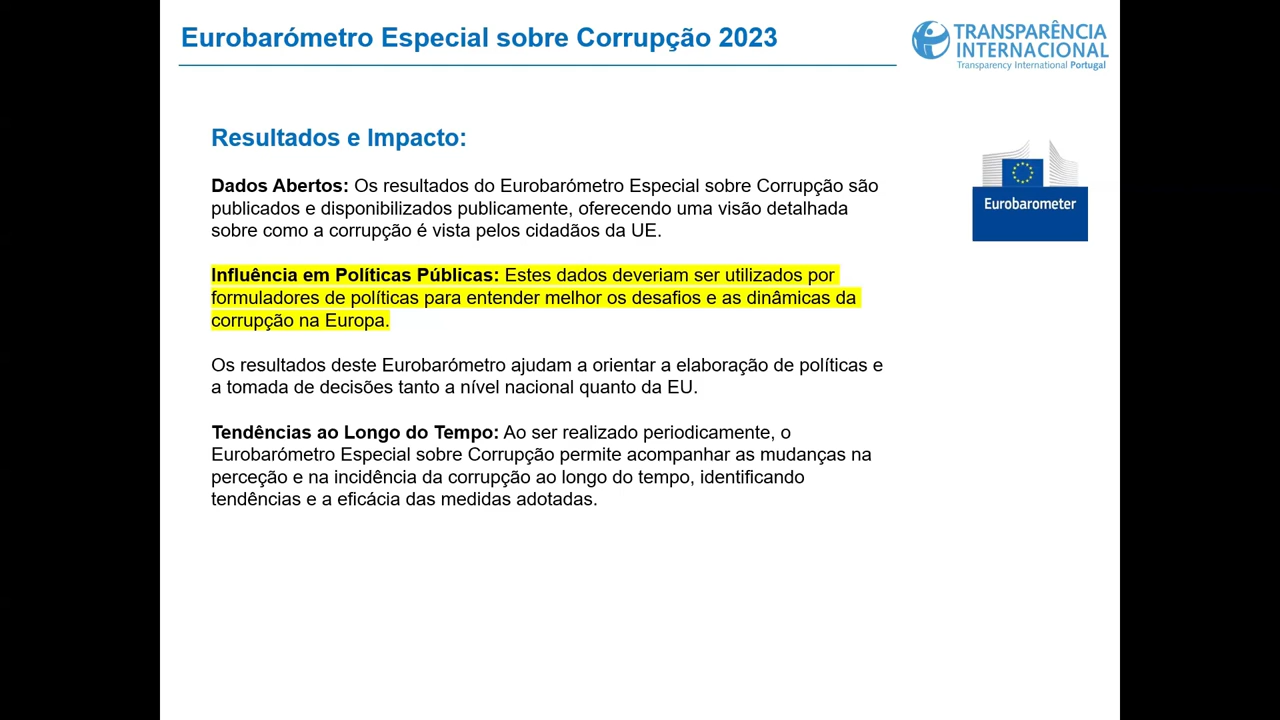 Eurobarómetro Especial sobre Corrupção 2023
TRANSPARÊNCIA
INTERNACIONAL
Transparency International Portugal
Resultados e Impacto:
Eurobarometer
Dados Abertos: Os resultados do Eurobarómetro Especial sobre Corrupção são
publicados e disponibilizados publicamente, oferecendo uma visão detalhada
sobre como a corrupção é vista pelos cidadãos da UE.
Influência em Políticas Públicas: Estes dados deveriam ser utilizados por
formuladores de políticas para entender melhor os desafios e as dinâmicas da
corrupção na Europa.
Os resultados deste Eurobarómetro ajudam a orientar a elaboração de políticas e
a tomada de decisões tanto a nível nacional quanto da EU.
Tendências ao Longo do Tempo: Ao ser realizado periodicamente, o
Eurobarómetro Especial sobre Corrupção permite acompanhar as mudanças na
perceção e na incidência da corrupção ao longo do tempo, identificando
tendências e a eficácia das medidas adotadas.